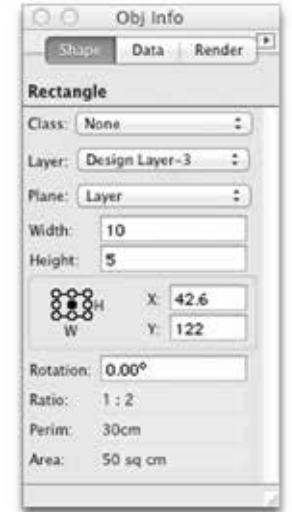 Obj Info
Shape Data Render
Rectangle
Class: None
Layer: Design Layer-3
Plane: Layer
Width: 10
Height: 5
H X: 42.6
W Y: 122
Rotation: 0.00°
Ratio: 1 : 2
Perim: 30cm
Area: 50 sq cm